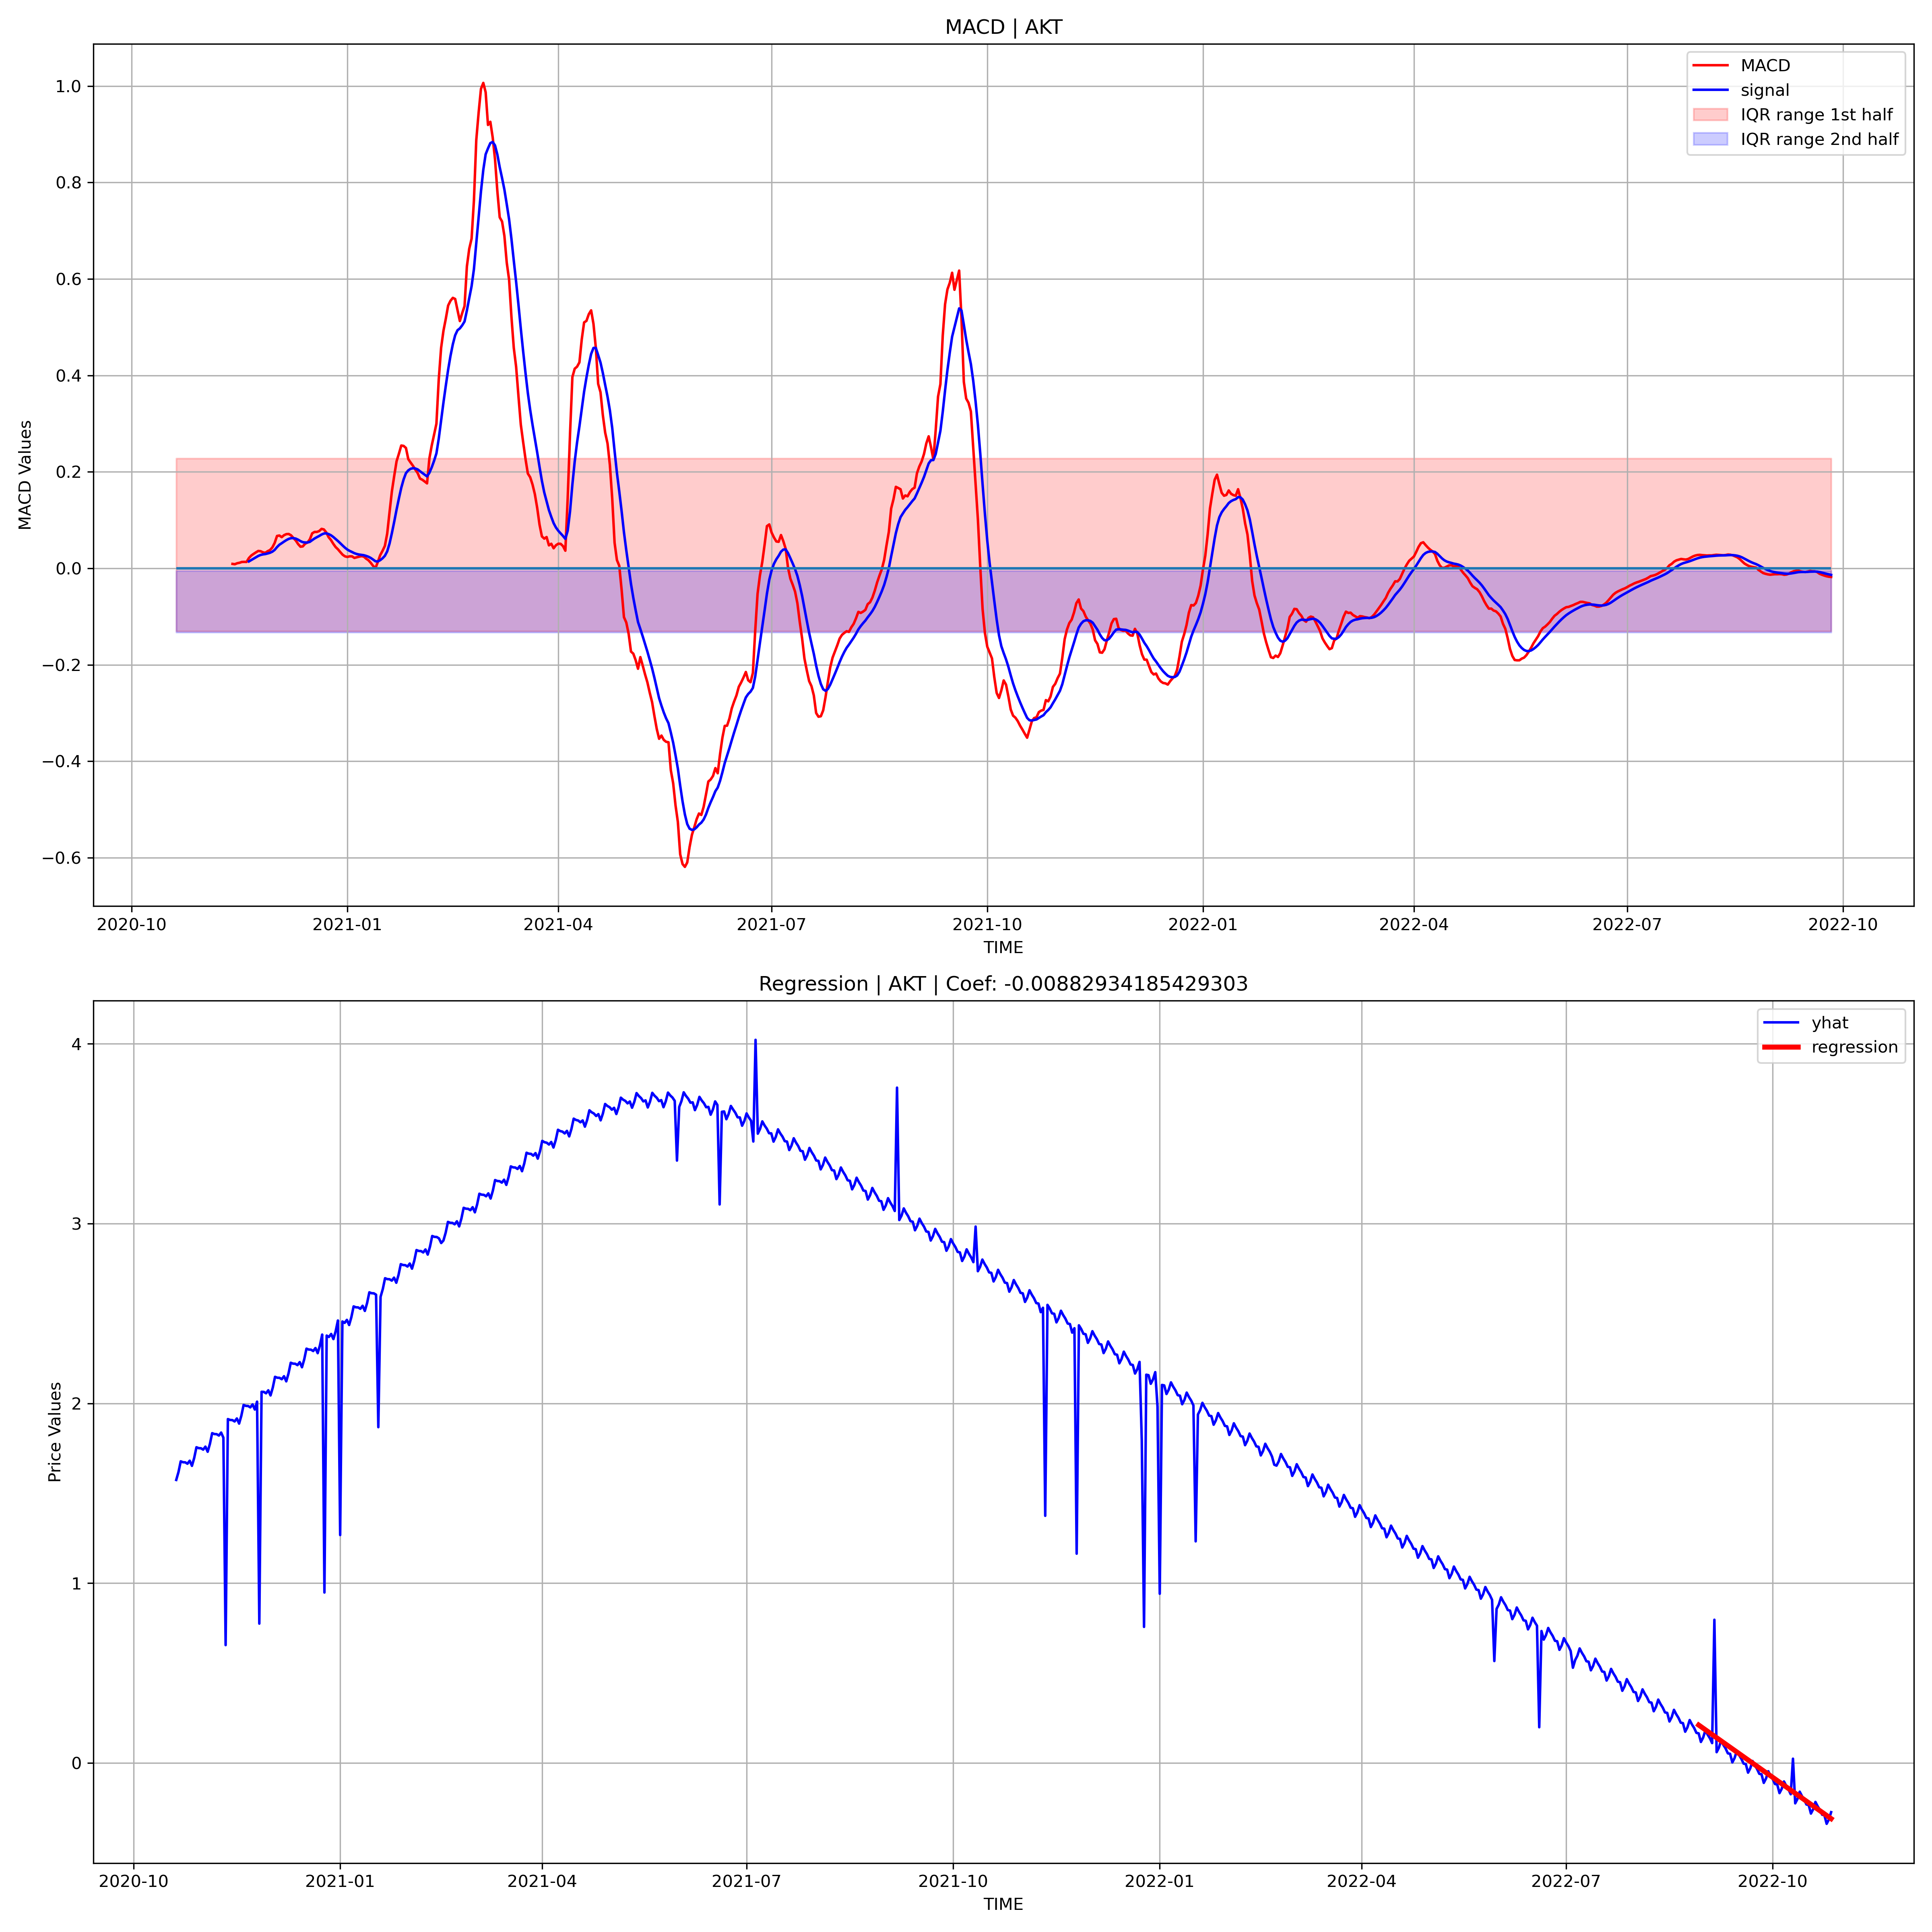 MACD | AKT
MACD
signal
IQR range 1st half
IQR range 2nd half
MACD Values
1.0
0.8
0.6
0.4
0.2
0.0
−0.2
−0.4
−0.6
2020-10 2021-01 2021-04 2021-07 2021-10 2022-01 2022-04 2022-07 2022-10
TIME
Regression | AKT | Coef: -0.00882934185429303
yhat
regression
Price Values
4
3
2
1
0
2020-10 2021-01 2021-04 2021-07 2021-10 2022-01 2022-04 2022-07 2022-10
TIME